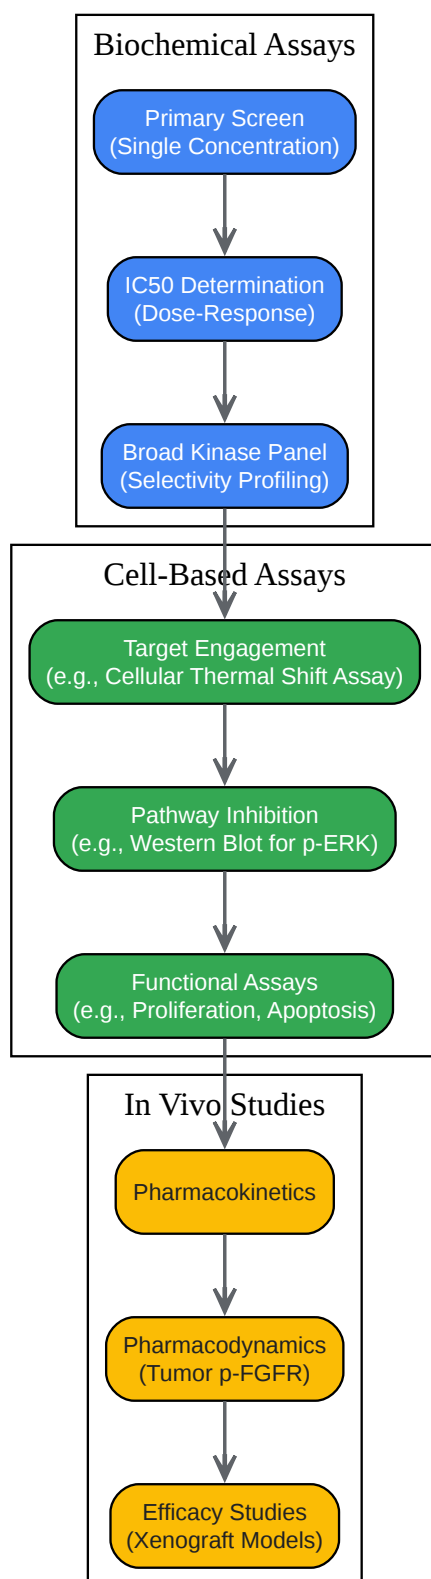 Biochemical Assays
Primary Screen
(Single Concentration)
IC50 Determination
(Dose-Response)
Broad Kinase Panel
(Selectivity Profiling)
Cell-Based Assays
Target Engagement
(e.g., Cellular Thermal Shift Assay)
Pathway Inhibition
(e.g., Western Blot for p-ERK)
Functional Assays
(e.g., Proliferation, Apoptosis)
In Vivo Studies
Pharmacokinetics
Pharmacodynamics
(Tumor p-FGFR)
Efficacy Studies
(Xenograft Models)